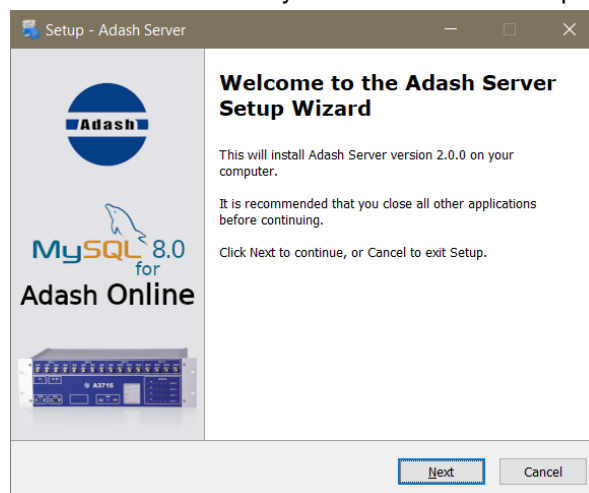 Setup - Adash Server
Adash
Welcome to the Adash Server
Setup Wizard
This will install Adash Server version 2.0.0 on your
computer.
It is recommended that you close all other applications
before continuing.
Click Next to continue, or Cancel to exit Setup.
MySQL 8.0
for
Adash Online
A3716
Next
Cancel